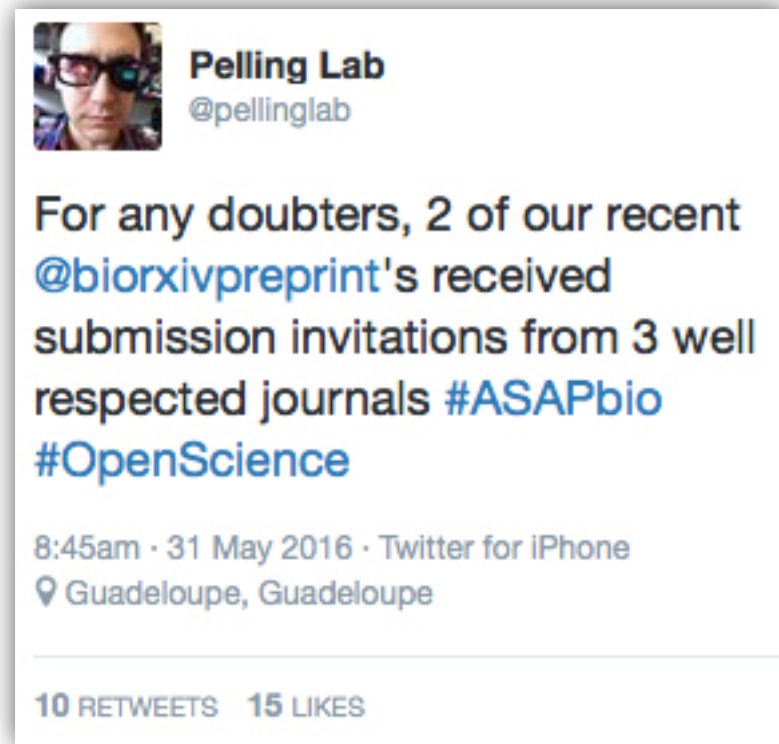 Pelling Lab
@pellinglab
For any doubters, 2 of our recent
@biorxivpreprint's received
submission invitations from 3 well
respected journals #ASAPbio
#OpenScience
8:45am · 31 May 2016 · Twitter for iPhone
Guadeloupe, Guadeloupe
10 RETWEETS 15 LIKES